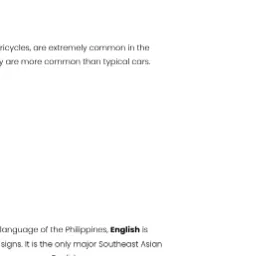 ricycles, are extremely common in the
y are more common than typical cars.
language of the Philippines, English is
signs. It is the only major Southeast Asian